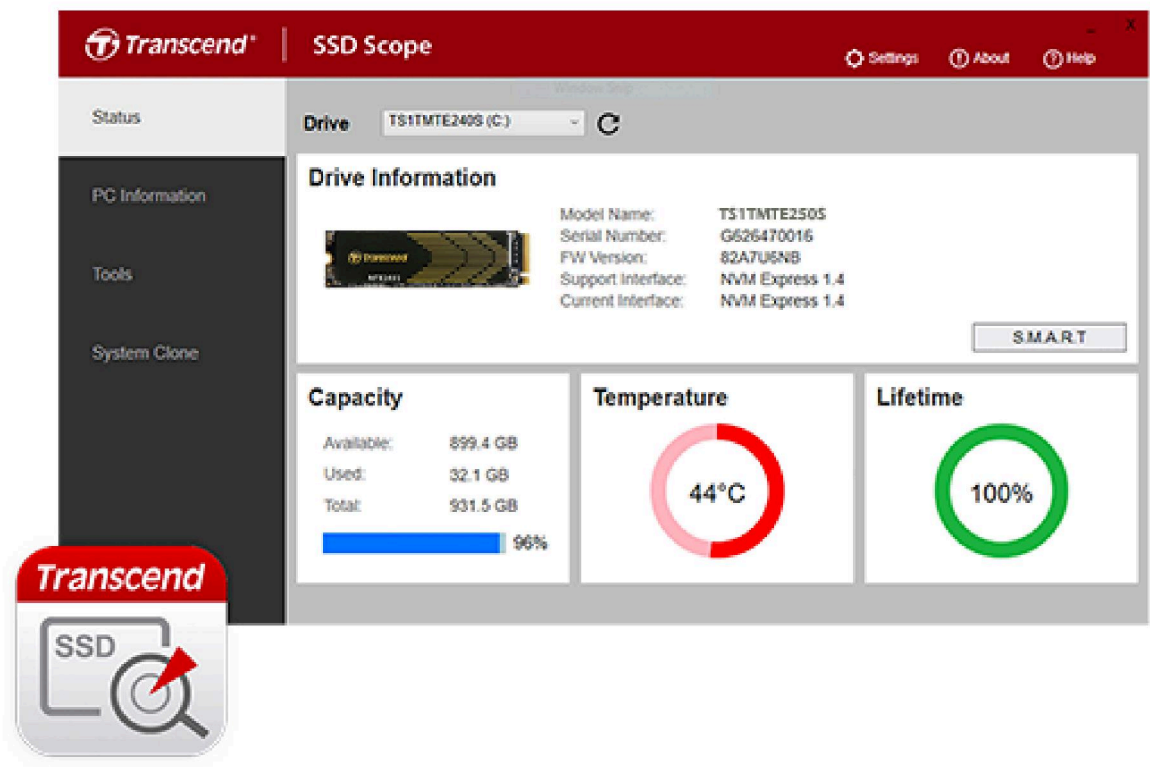 Transcend®
SSD Scope
Settings
About
Help
_ X
Status
PC Information
Tools
System Clone
Window Snip
Drive
TS1TMTE240S (C:)
Drive Information
Transcend
Model Name: TS1TMTE250S
Serial Number: G626470016
FW Version: 82A7U6NB
Support Interface: NVM Express 1.4
Current Interface: NVM Express 1.4
S.M.A.R.T
Capacity
Available: 899.4 GB
Used: 32.1 GB
Total: 931.5 GB
96%
Temperature
44°C
Lifetime
100%
Transcend
SSD